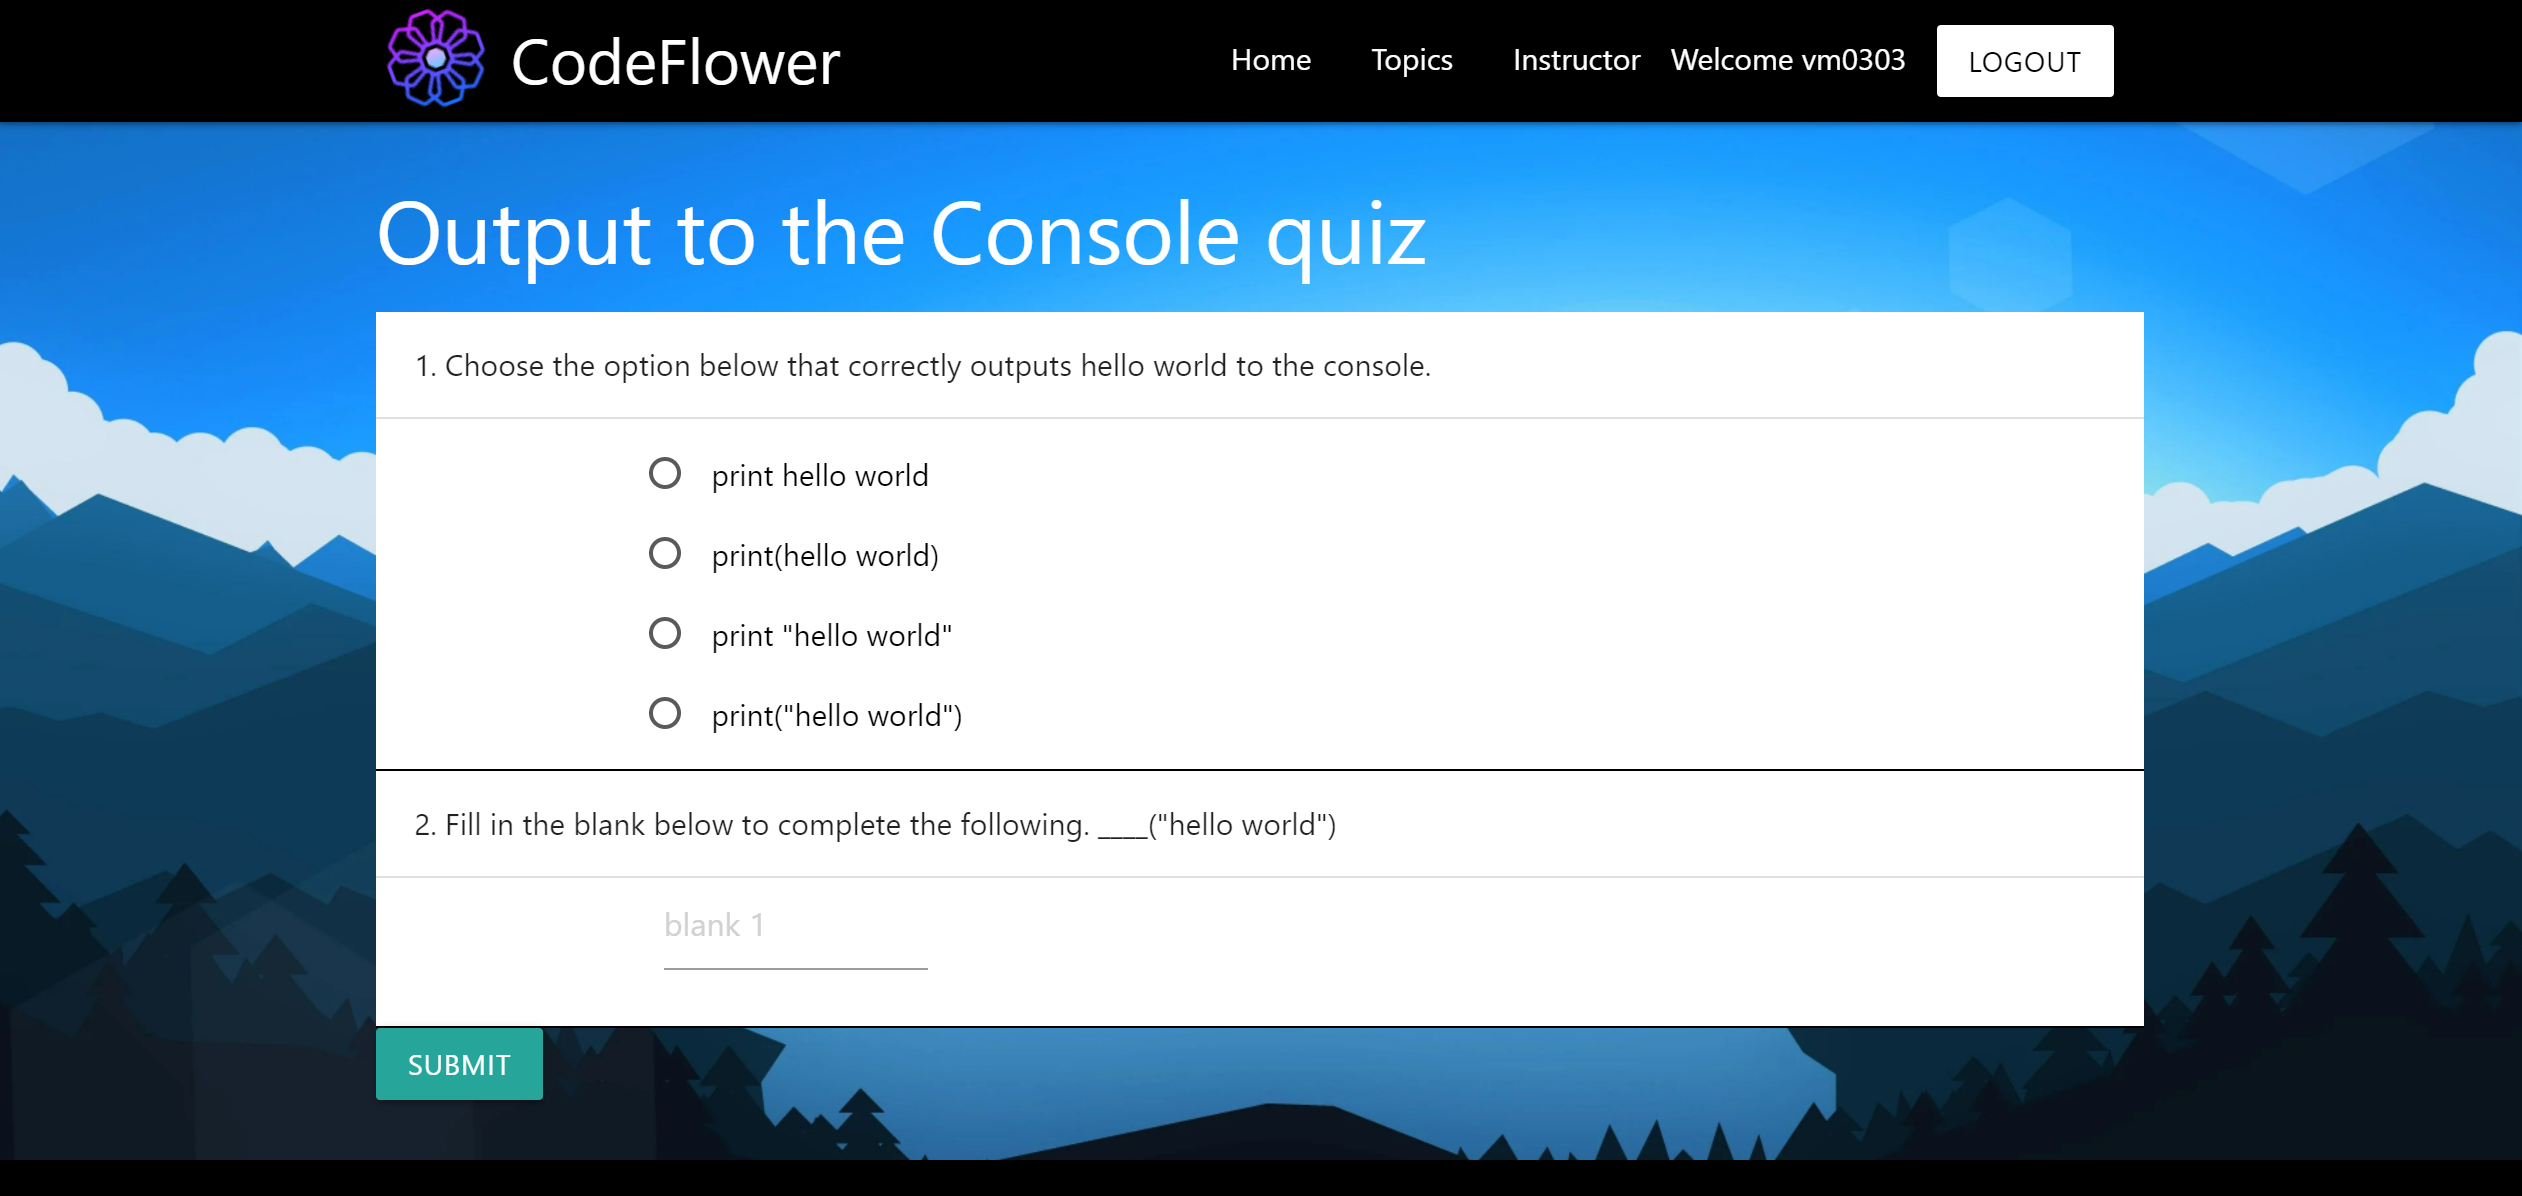 CodeFlower
Home Topics Instructor Welcome vm0303 LOGOUT
Output to the Console quiz
1. Choose the option below that correctly outputs hello world to the console.
print hello world
print(hello world)
print "hello world"
print("hello world")
2. Fill in the blank below to complete the following. ____("hello world")
blank 1
SUBMIT